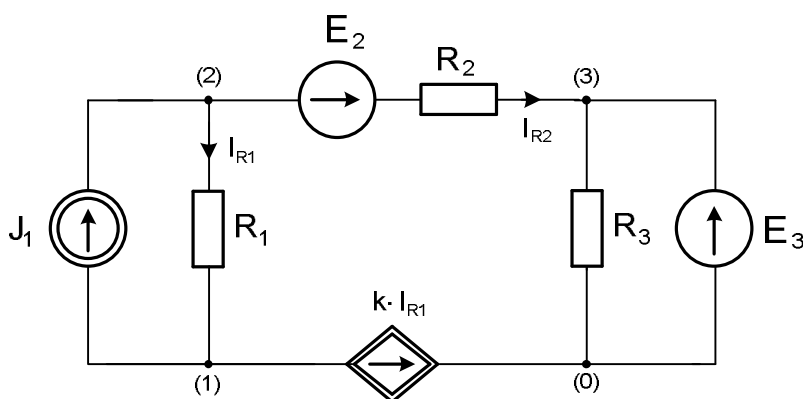 E2
R2
(2)
(3)
IR1
IR2
J1
R1
R3
E3
k· IR1
(1)
(0)